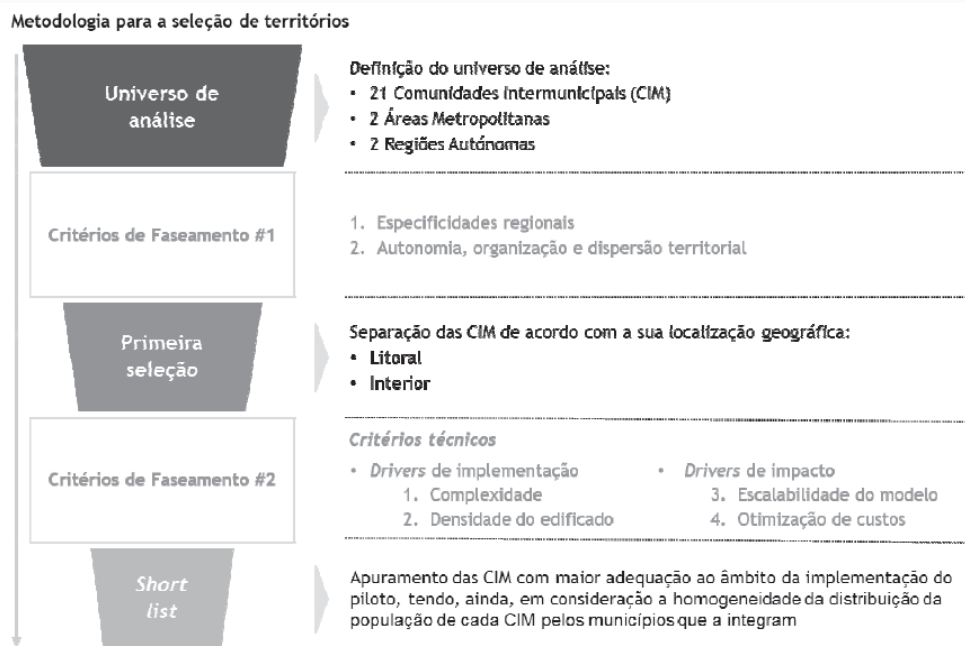 Metodologia para a seleção de territórios
Universo de
análise
Definição do universo de análise:
• 21 Comunidades intermunicipais (CIM)
• 2 Áreas Metropolitanas
• 2 Regiões Autónomas
Critérios de Faseamento #1
1. Especificidades regionais
2. Autonomia, organização e dispersão territorial
Primeira
seleção
Separação das CIM de acordo com a sua localização geográfica:
• Litoral
• Interior
Critérios de Faseamento #2
Critérios técnicos
• Drivers de implementação
1. Complexidade
2. Densidade do edificado
• Drivers de impacto
3. Escalabilidade do modelo
4. Otimização de custos
Short
list
Apuramento das CIM com maior adequação ao âmbito da implementação do
piloto, tendo, ainda, em consideração a homogeneidade da distribuição da
população de cada CIM pelos municípios que a integram